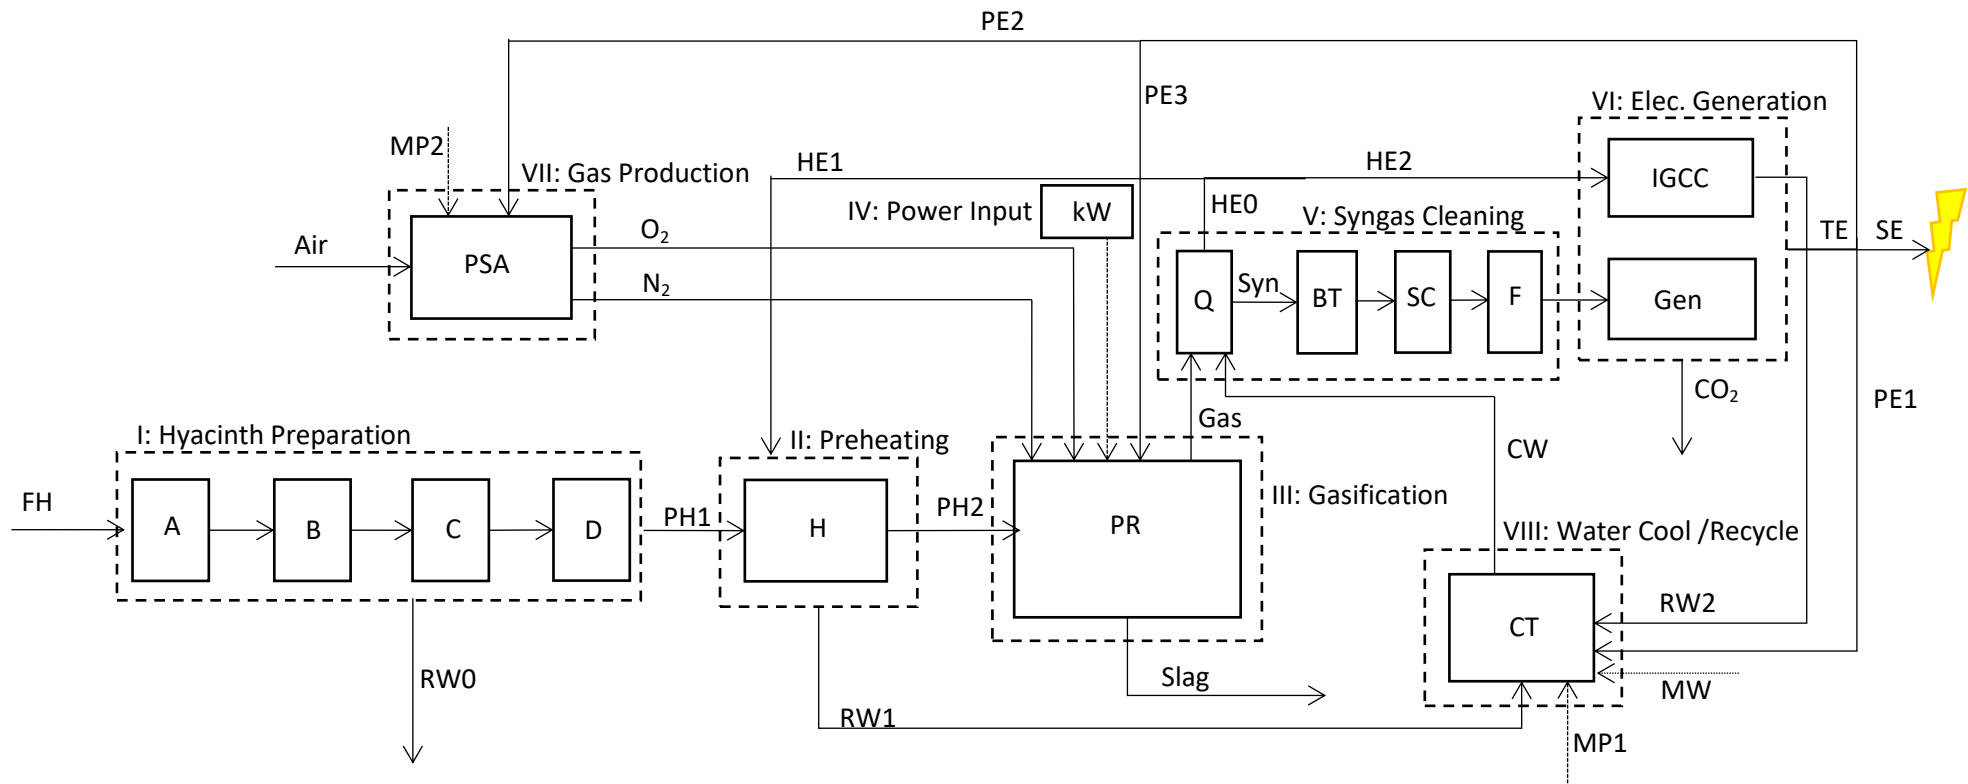 PE2
PE3
VI: Elec. Generation
MP2
VII: Gas Production
HE1
HE2
IGCC
IV: Power Input
kW
HE0
V: Syngas Cleaning
Air
PSA
O2
N2
TE
SE
Q
Syn
BT
SC
F
Gen
CO2
PE1
I: Hyacinth Preparation
II: Preheating
Gas
CW
FH
A
B
C
D
PH1
H
PH2
PR
III: Gasification
VIII: Water Cool /Recycle
CT
RW2
RW0
Slag
MW
RW1
MP1